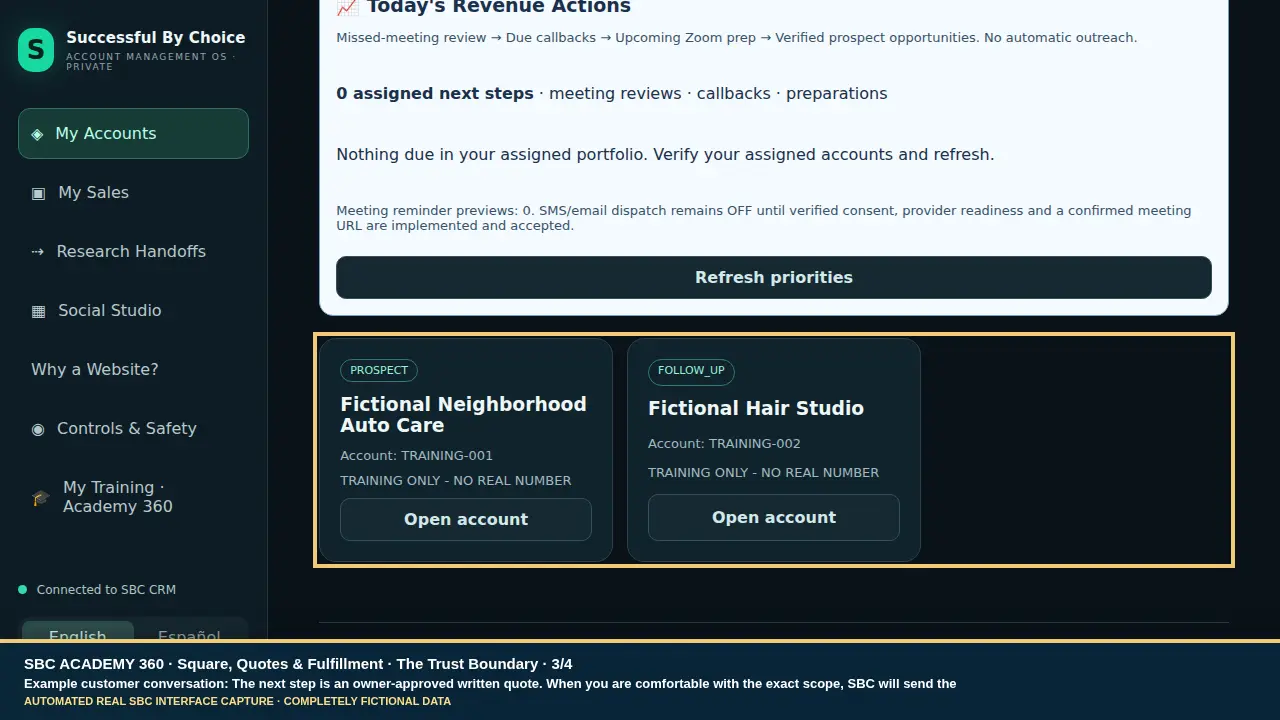 S
Successful By Choice
ACCOUNT MANAGEMENT OS ·
PRIVATE
My Accounts
My Sales
Research Handoffs
Social Studio
Why a Website?
Controls & Safety
My Training ·
Academy 360
Connected to SBC CRM
English
Español
Today's Revenue Actions
Missed-meeting review → Due callbacks → Upcoming Zoom prep → Verified prospect opportunities. No automatic outreach.
0 assigned next steps · meeting reviews · callbacks · preparations
Nothing due in your assigned portfolio. Verify your assigned accounts and refresh.
Meeting reminder previews: 0. SMS/email dispatch remains OFF until verified consent, provider readiness and a confirmed meeting
URL are implemented and accepted.
Refresh priorities
PROSPECT
Fictional Neighborhood
Auto Care
Account: TRAINING-001
TRAINING ONLY - NO REAL NUMBER
Open account
FOLLOW_UP
Fictional Hair Studio
Account: TRAINING-002
TRAINING ONLY - NO REAL NUMBER
Open account
SBC ACADEMY 360 · Square, Quotes & Fulfillment · The Trust Boundary · 3/4
Example customer conversation: The next step is an owner-approved written quote. When you are comfortable with the exact scope, SBC will send the
AUTOMATED REAL SBC INTERFACE CAPTURE · COMPLETELY FICTIONAL DATA